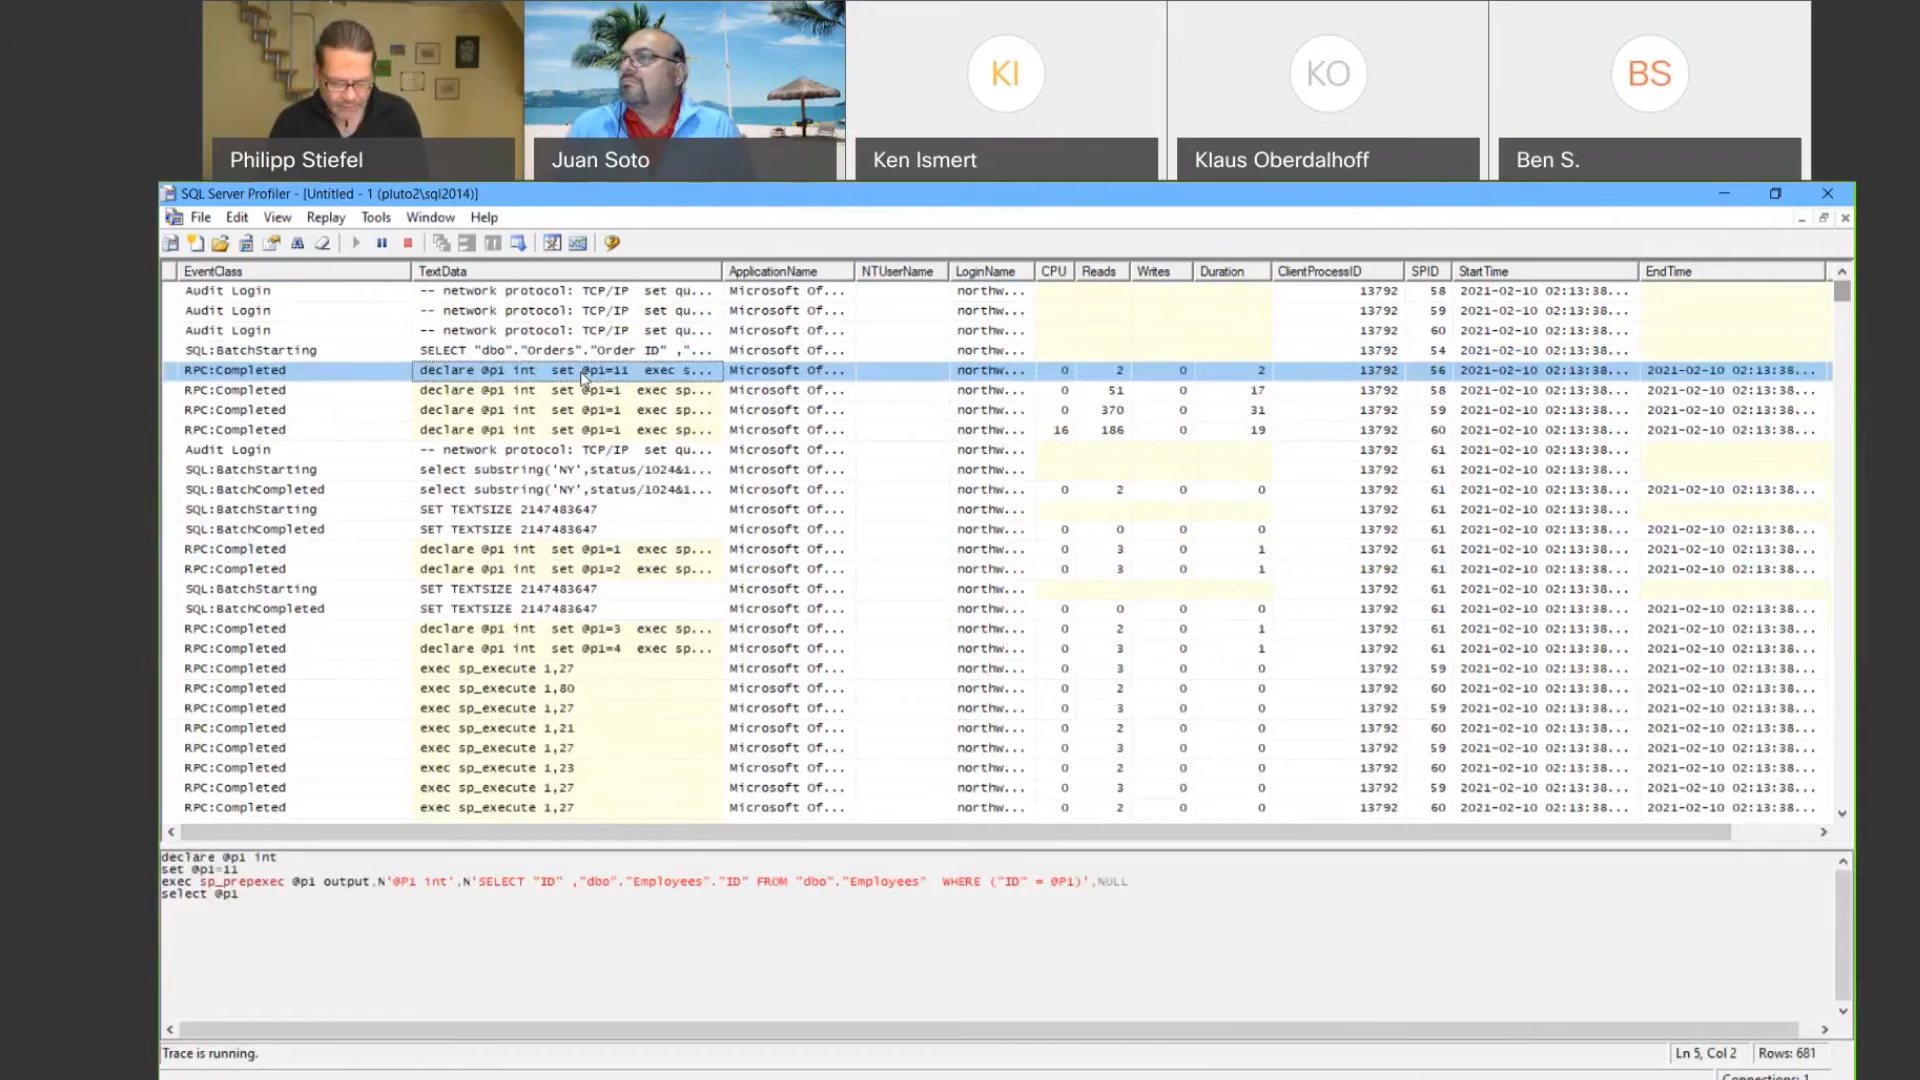 KI
KO
BS
Philipp Stiefel
Juan Soto
Ken Ismert
Klaus Oberdalhoff
Ben S.
SQL Server Profiler - [Untitled - 1 (pluto2\sql2014)]
File Edit View Replay Tools Window Help
EventClass TextData ApplicationName NTUserName LoginName CPU Reads Writes Duration ClientProcessID SPID StartTime EndTime
Audit Login -- network protocol: TCP/IP set qu... Microsoft Of... northw... 13792 58 2021-02-10 02:13:38...
Audit Login -- network protocol: TCP/IP set qu... Microsoft Of... northw... 13792 59 2021-02-10 02:13:38...
Audit Login -- network protocol: TCP/IP set qu... Microsoft Of... northw... 13792 60 2021-02-10 02:13:38...
SQL:BatchStarting SELECT "dbo"."Orders"."Order ID" ,"... Microsoft Of... northw... 13792 54 2021-02-10 02:13:38...
RPC:Completed declare @p1 int set @p1=11 exec s... Microsoft Of... northw... 0 2 0 2 13792 56 2021-02-10 02:13:38... 2021-02-10 02:13:38...
RPC:Completed declare @p1 int set @p1=1 exec sp... Microsoft Of... northw... 0 51 0 17 13792 58 2021-02-10 02:13:38... 2021-02-10 02:13:38...
RPC:Completed declare @p1 int set @p1=1 exec sp... Microsoft Of... northw... 0 370 0 31 13792 59 2021-02-10 02:13:38... 2021-02-10 02:13:38...
RPC:Completed declare @p1 int set @p1=1 exec sp... Microsoft Of... northw... 16 186 0 19 13792 60 2021-02-10 02:13:38... 2021-02-10 02:13:38...
Audit Login -- network protocol: TCP/IP set qu... Microsoft Of... northw... 13792 61 2021-02-10 02:13:38...
SQL:BatchStarting select substring('NY',status/1024&1... Microsoft Of... northw... 13792 61 2021-02-10 02:13:38...
SQL:BatchCompleted select substring('NY',status/1024&1... Microsoft Of... northw... 0 2 0 0 13792 61 2021-02-10 02:13:38... 2021-02-10 02:13:38...
SQL:BatchStarting SET TEXTSIZE 2147483647 Microsoft Of... northw... 13792 61 2021-02-10 02:13:38...
SQL:BatchCompleted SET TEXTSIZE 2147483647 Microsoft Of... northw... 0 0 0 0 13792 61 2021-02-10 02:13:38... 2021-02-10 02:13:38...
RPC:Completed declare @p1 int set @p1=1 exec sp... Microsoft Of... northw... 0 3 0 1 13792 61 2021-02-10 02:13:38... 2021-02-10 02:13:38...
RPC:Completed declare @p1 int set @p1=2 exec sp... Microsoft Of... northw... 0 3 0 1 13792 61 2021-02-10 02:13:38... 2021-02-10 02:13:38...
SQL:BatchStarting SET TEXTSIZE 2147483647 Microsoft Of... northw... 13792 61 2021-02-10 02:13:38...
SQL:BatchCompleted SET TEXTSIZE 2147483647 Microsoft Of... northw... 0 0 0 0 13792 61 2021-02-10 02:13:38... 2021-02-10 02:13:38...
RPC:Completed declare @p1 int set @p1=3 exec sp... Microsoft Of... northw... 0 2 0 1 13792 61 2021-02-10 02:13:38... 2021-02-10 02:13:38...
RPC:Completed declare @p1 int set @p1=4 exec sp... Microsoft Of... northw... 0 3 0 1 13792 61 2021-02-10 02:13:38... 2021-02-10 02:13:38...
RPC:Completed exec sp_execute 1,27 Microsoft Of... northw... 0 3 0 0 13792 59 2021-02-10 02:13:38... 2021-02-10 02:13:38...
RPC:Completed exec sp_execute 1,80 Microsoft Of... northw... 0 2 0 0 13792 60 2021-02-10 02:13:38... 2021-02-10 02:13:38...
RPC:Completed exec sp_execute 1,27 Microsoft Of... northw... 0 3 0 0 13792 59 2021-02-10 02:13:38... 2021-02-10 02:13:38...
RPC:Completed exec sp_execute 1,21 Microsoft Of... northw... 0 2 0 0 13792 60 2021-02-10 02:13:38... 2021-02-10 02:13:38...
RPC:Completed exec sp_execute 1,27 Microsoft Of... northw... 0 3 0 0 13792 59 2021-02-10 02:13:38... 2021-02-10 02:13:38...
RPC:Completed exec sp_execute 1,23 Microsoft Of... northw... 0 2 0 0 13792 60 2021-02-10 02:13:38... 2021-02-10 02:13:38...
RPC:Completed exec sp_execute 1,27 Microsoft Of... northw... 0 3 0 0 13792 59 2021-02-10 02:13:38... 2021-02-10 02:13:38...
RPC:Completed exec sp_execute 1,27 Microsoft Of... northw... 0 2 0 0 13792 60 2021-02-10 02:13:38... 2021-02-10 02:13:38...
declare @p1 int
set @p1=11
exec sp_prepexec @p1 output,N'@P1 int',N'SELECT "ID" ,"dbo"."Employees"."ID" FROM "dbo"."Employees" WHERE ("ID" = @P1)',NULL
select @p1
Trace is running. Ln 5, Col 2 Rows: 681
Connections: 1